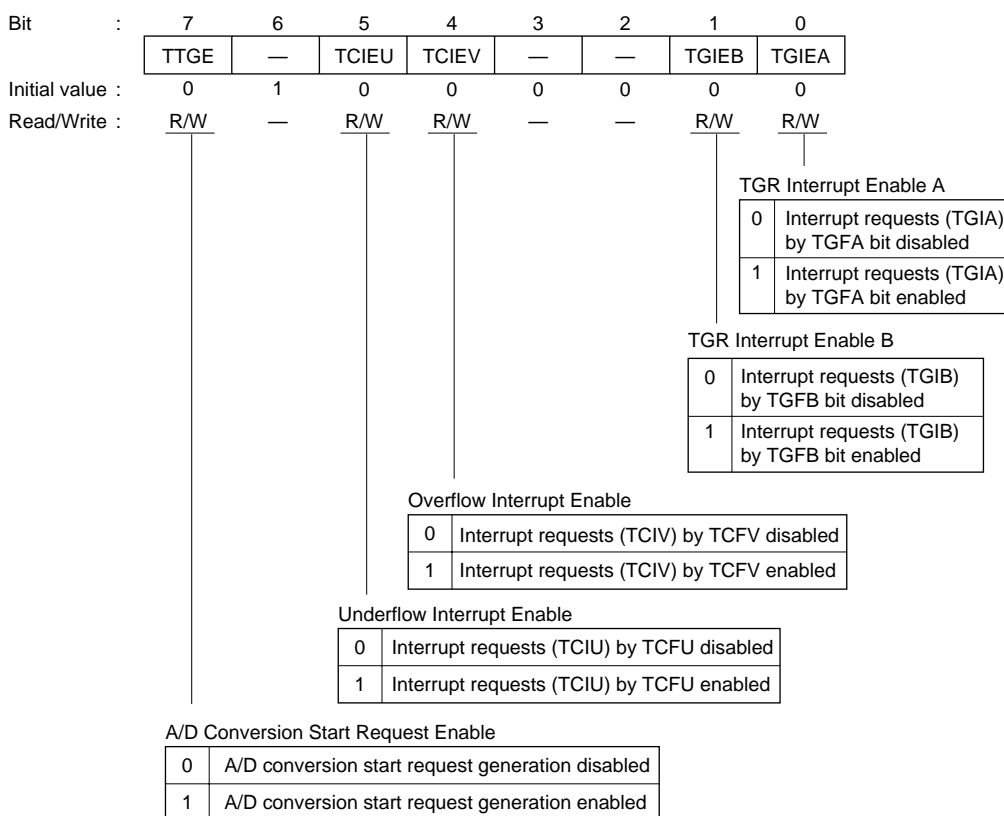 Bit : 7 6 5 4 3 2 1 0
TTGE — TCIEU TCIEV — — TGIEB TGIEA
Initial value : 0 1 0 0 0 0 0 0
Read/Write : R/W — R/W R/W — — R/W R/W
TGR Interrupt Enable A
0 Interrupt requests (TGIA)
by TGFA bit disabled
1 Interrupt requests (TGIA)
by TGFA bit enabled
TGR Interrupt Enable B
0 Interrupt requests (TGIB)
by TGFB bit disabled
1 Interrupt requests (TGIB)
by TGFB bit enabled
Overflow Interrupt Enable
0 Interrupt requests (TCIV) by TCFV disabled
1 Interrupt requests (TCIV) by TCFV enabled
Underflow Interrupt Enable
0 Interrupt requests (TCIU) by TCFU disabled
1 Interrupt requests (TCIU) by TCFU enabled
A/D Conversion Start Request Enable
0 A/D conversion start request generation disabled
1 A/D conversion start request generation enabled